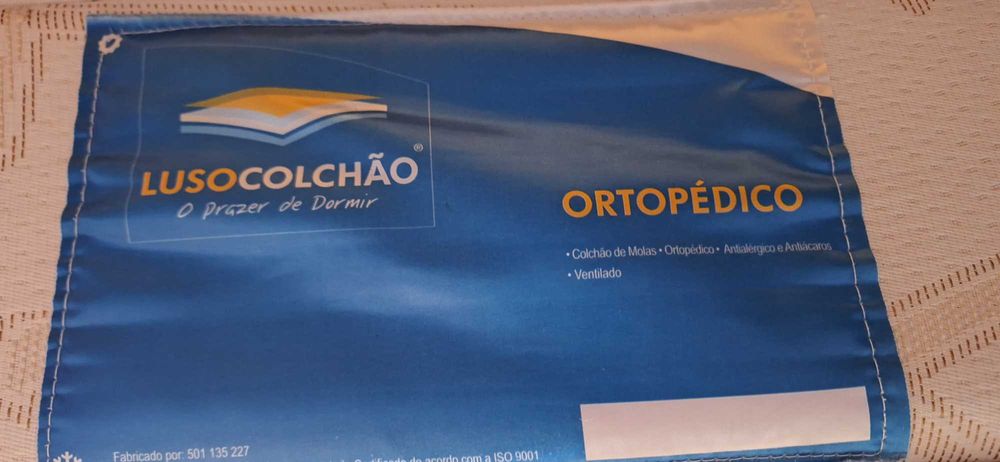 LUSOCOLCHÃO®
O Prazer de Dormir
ORTOPÉDICO
• Colchão de Molas • Ortopédico • Antialérgico e Antiácaros
• Ventilado
Fabricado por: 501 135 227
Certificado de acordo com a ISO 9001